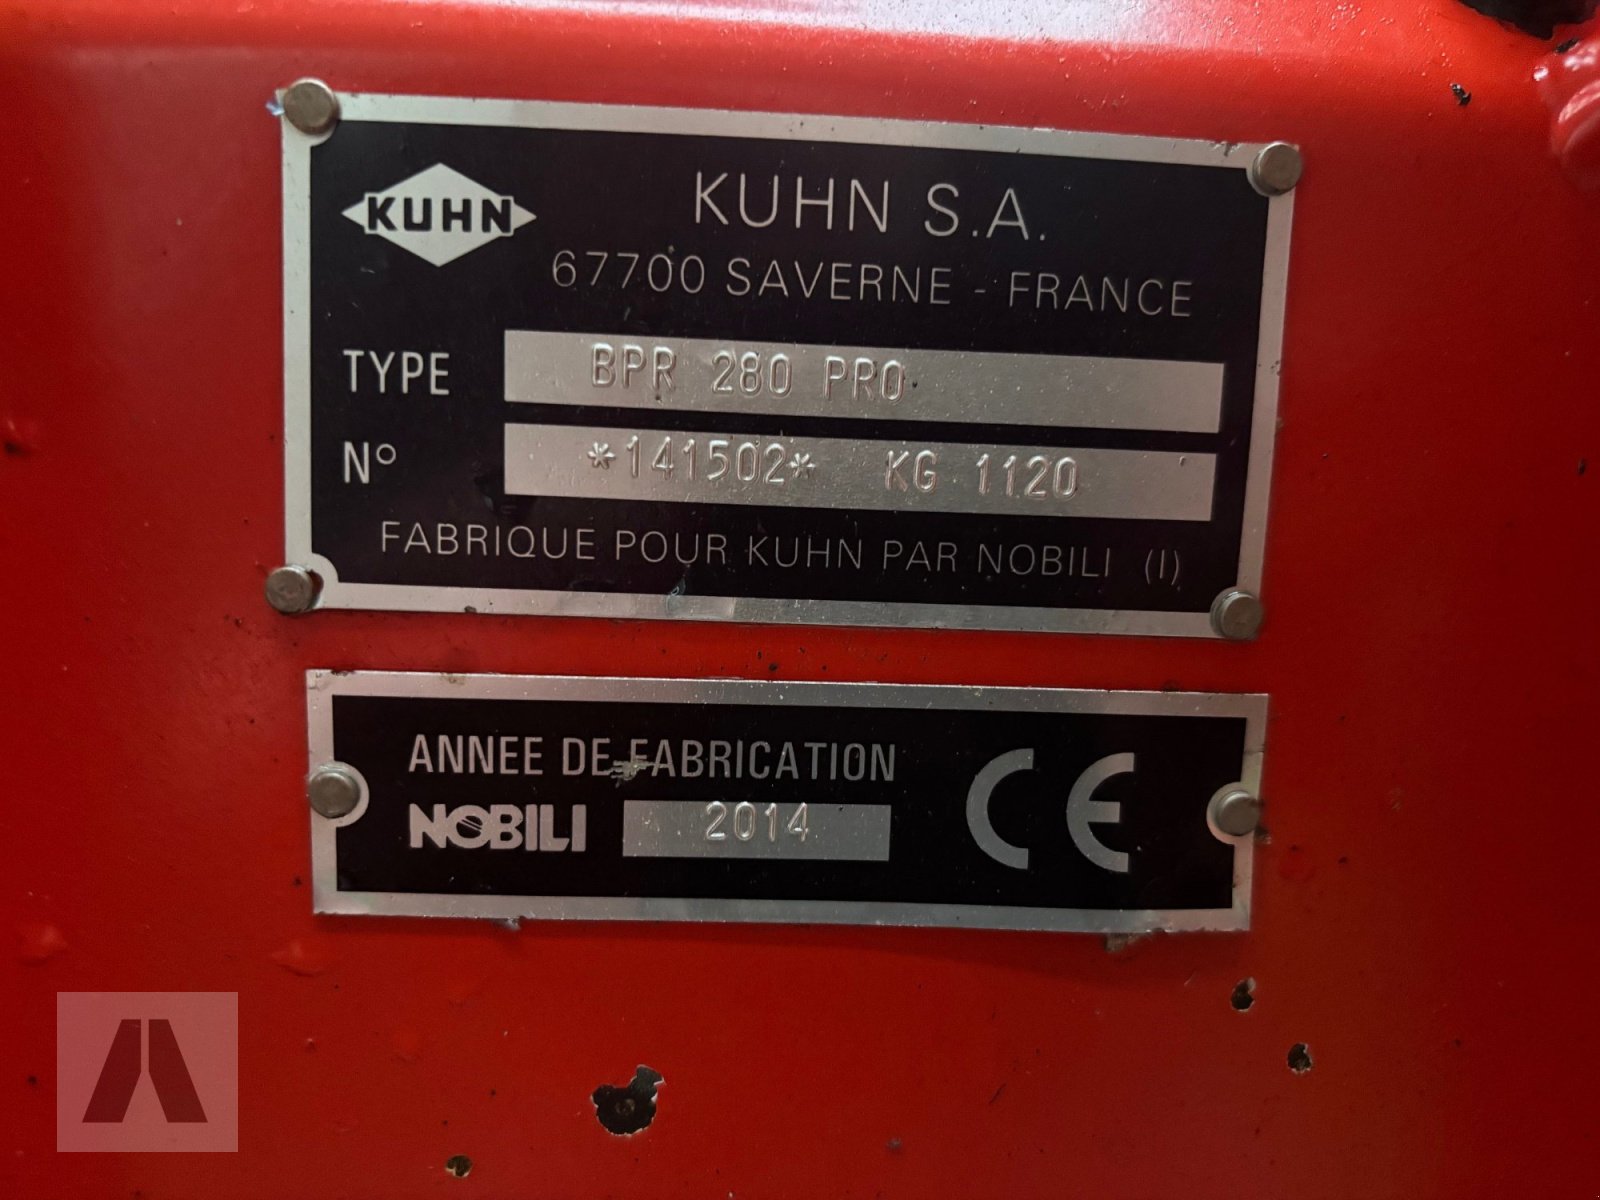 KUHN
KUHN S.A.
67700 SAVERNE - FRANCE
TYPE BPR 280 PRO
N° *141502* KG 1120
FABRIQUE POUR KUHN PAR NOBILI (I)
ANNEE DE FABRICATION
NOBILI 2014 CE